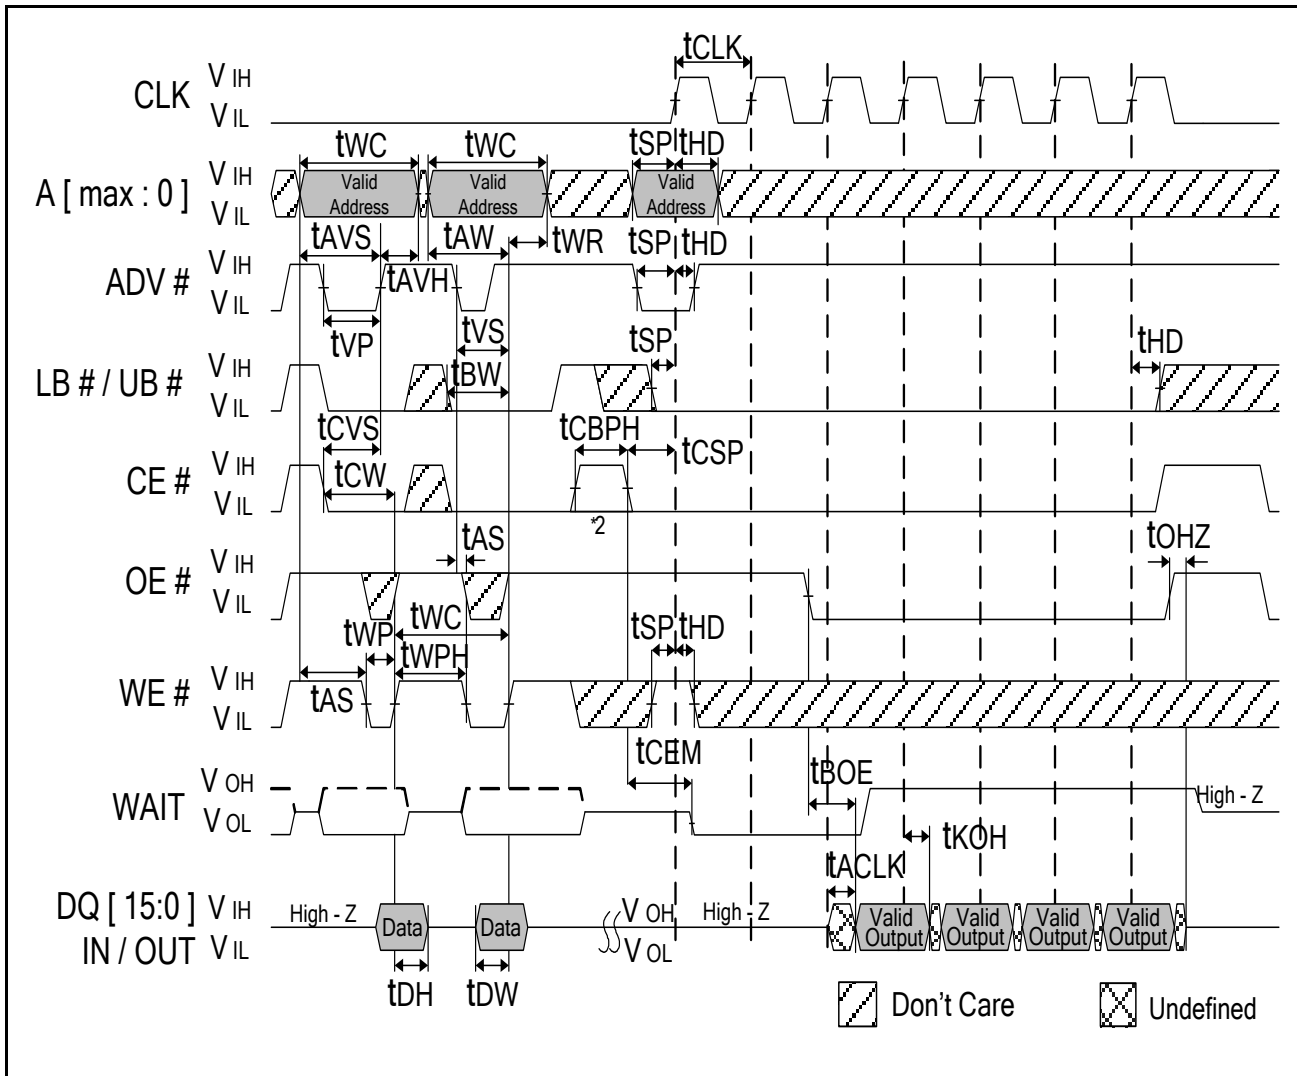 tCLK
CLK V IH
V IL
tWC tWC tSP tHD
A [ max : 0 ] V IH
V IL
Valid Address Valid Address Valid Address
tAVS tAW tWR tSP tHD
ADV # V IH
V IL
tAVH
tVP tVS tSP tHD
LB # / UB # V IH
V IL
tBW
tCVS tCBPH tCSP
CE # V IH
V IL
tCW
*2
tAS tOHZ
OE # V IH
V IL
tWP tWC tSP tHD
tWPH
WE # V IH
V IL
tAS
tCEM tBOE
WAIT V OH
V OL
High - Z
tKOH
tACLK
DQ [ 15:0 ] V IH
IN / OUT V IL
High - Z Data Data V OH High - Z Valid Output Valid Output Valid Output Valid Output
V OL
tDH tDW
Don't Care Undefined